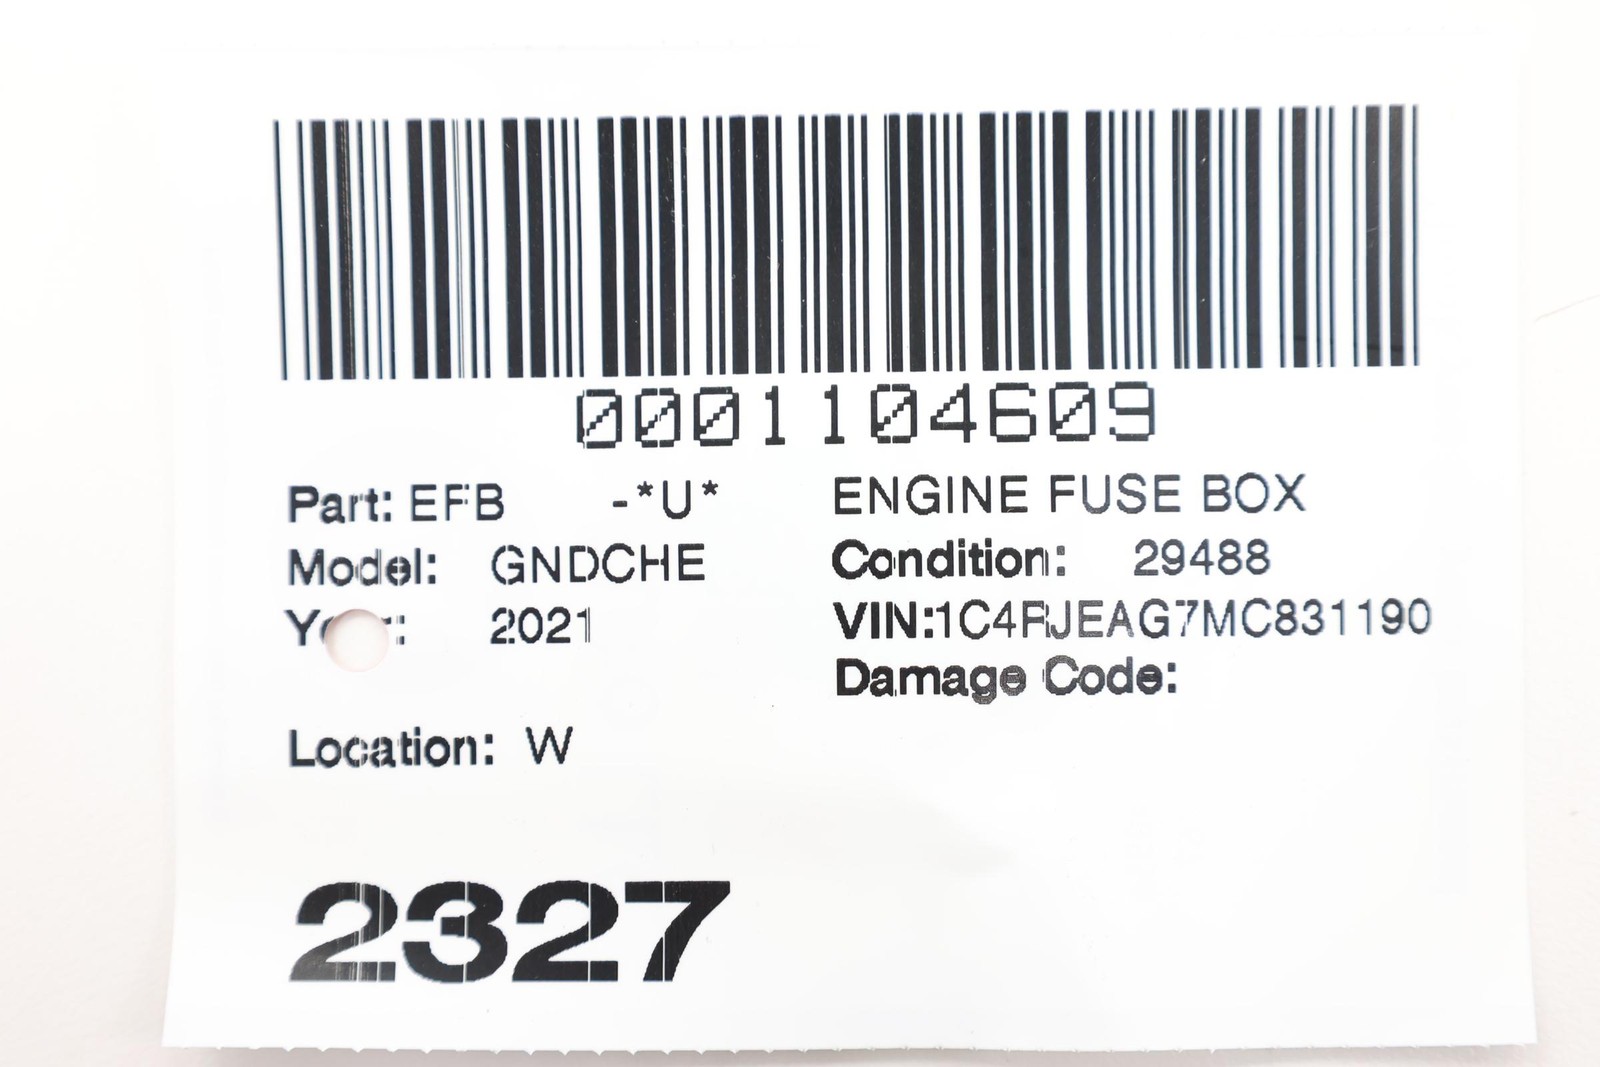 0001104609
Part: EFB -*U* ENGINE FUSE BOX
Model: GNDCHE Condition: 29488
2021 VIN:1C4RJEAG7MC831190
Damage Code:
Location: W
2327